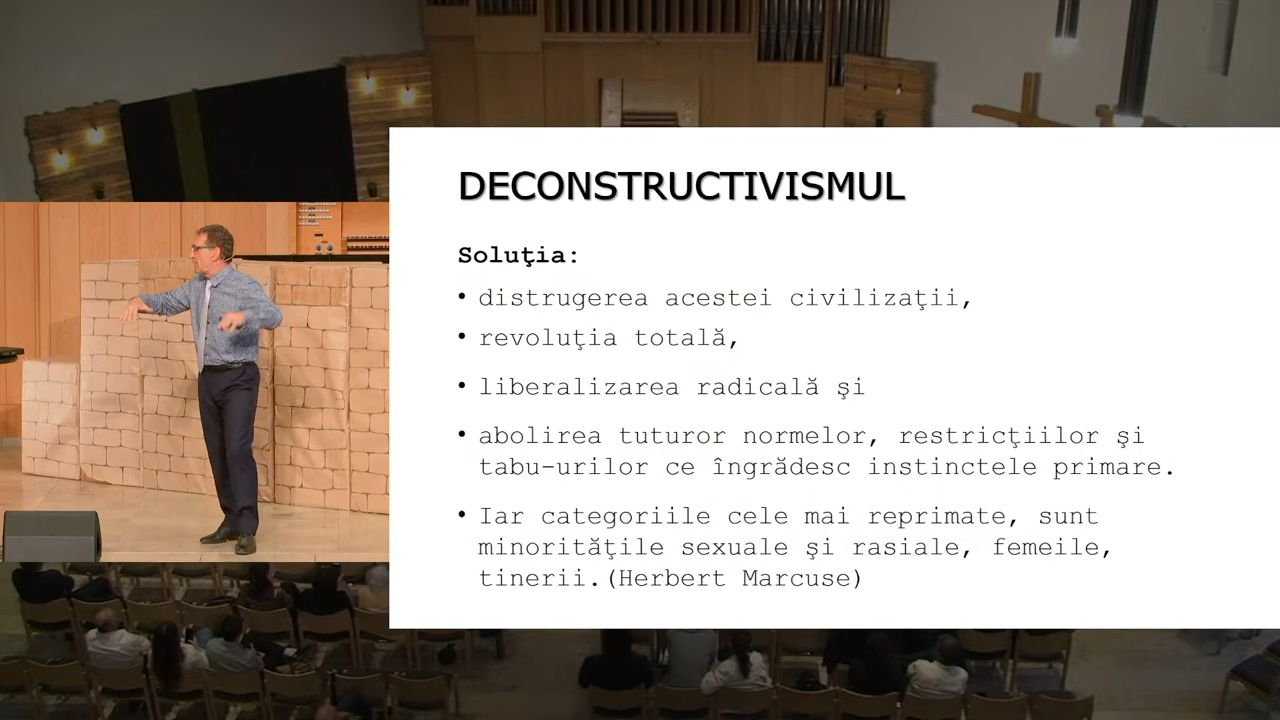 DECONSTRUCTIVISMUL
Soluţia:
• distrugerea acestei civilizaţii,
• revoluţia totală,
• liberalizarea radicală şi
• abolirea tuturor normelor, restricţiilor şi
tabu-urilor ce îngrădesc instinctele primare.
• Iar categoriile cele mai reprimate, sunt
minorităţile sexuale şi rasiale, femeile,
tinerii.(Herbert Marcuse)